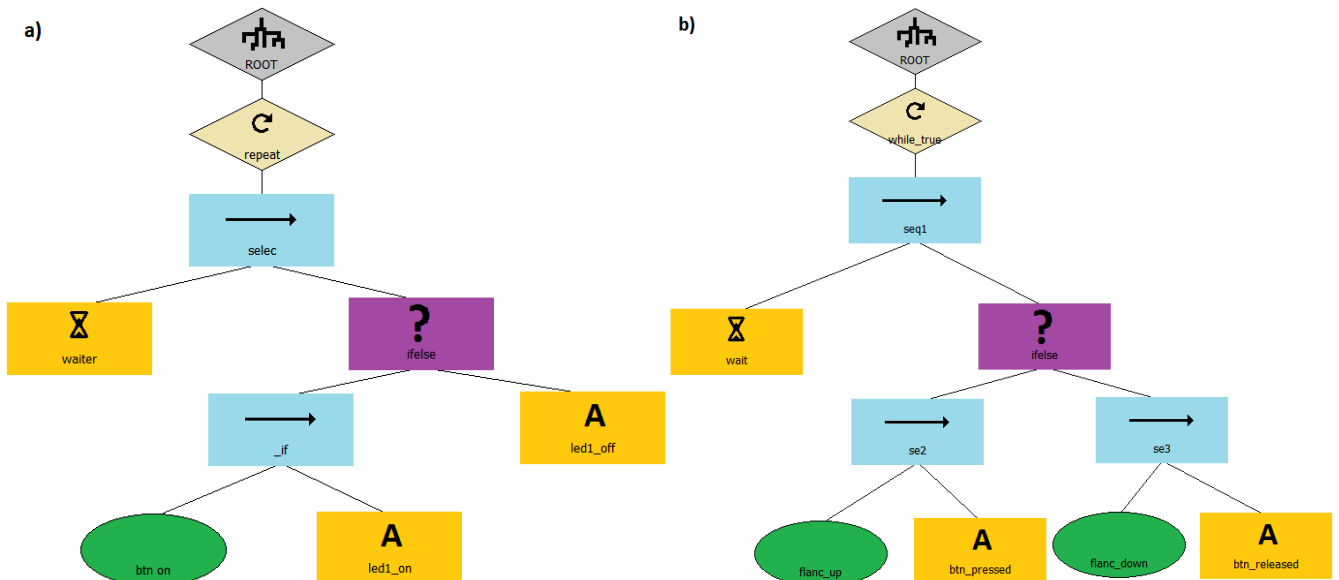 a)
ROOT
repeat
selec
waiter
?
ifelse
_if
A
led1_off
btn on
A
led1_on
b)
ROOT
while_true
seq1
wait
?
ifelse
se2
se3
flanc_up
A
btn_pressed
flanc_down
A
btn_released